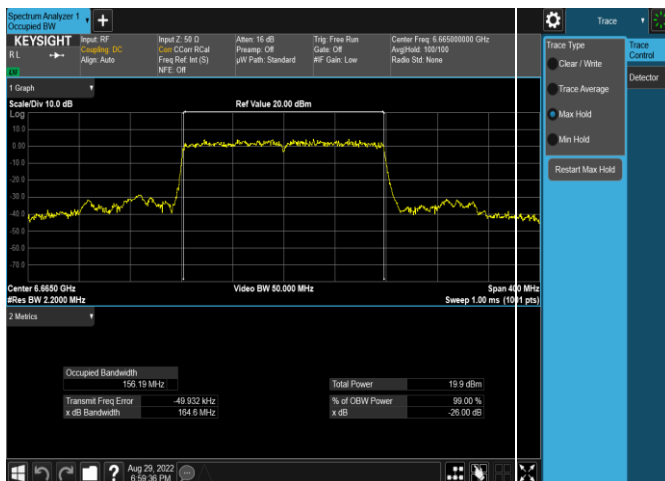 Spectrum Analyzer 1
Occupied BW
Trace
KEYSIGHT
RL
Input: RF
Coupling: DC
Align: Auto
Input Z: 50 Ω
Corr CCorr RCal
Freq Ref: Int (S)
NFE: Off
Atten: 16 dB
Preamp: Off
µW Path: Standard
Trig: Free Run
Gate: Off
#IF Gain: Low
Center Freq: 6.665000000 GHz
Avg|Hold: 100/100
Radio Std: None
1 Graph
Scale/Div 10.0 dB
Ref Value 20.00 dBm
Log
10.0
0.00
-10.0
-20.0
-30.0
-40.0
-50.0
-60.0
-70.0
Center 6.6650 GHz
#Res BW 2.2000 MHz
Video BW 50.000 MHz
Span 400 MHz
Sweep 1.00 ms (1001 pts)
2 Metrics
Occupied Bandwidth
156.19 MHz
Transmit Freq Error -49.932 kHz
x dB Bandwidth 164.6 MHz
Total Power 19.9 dBm
% of OBW Power 99.00 %
x dB -26.00 dB
Trace Type
Clear / Write
Trace Average
Max Hold
Min Hold
Restart Max Hold
Trace
Control
Detector
Aug 29, 2022
6:59:36 PM